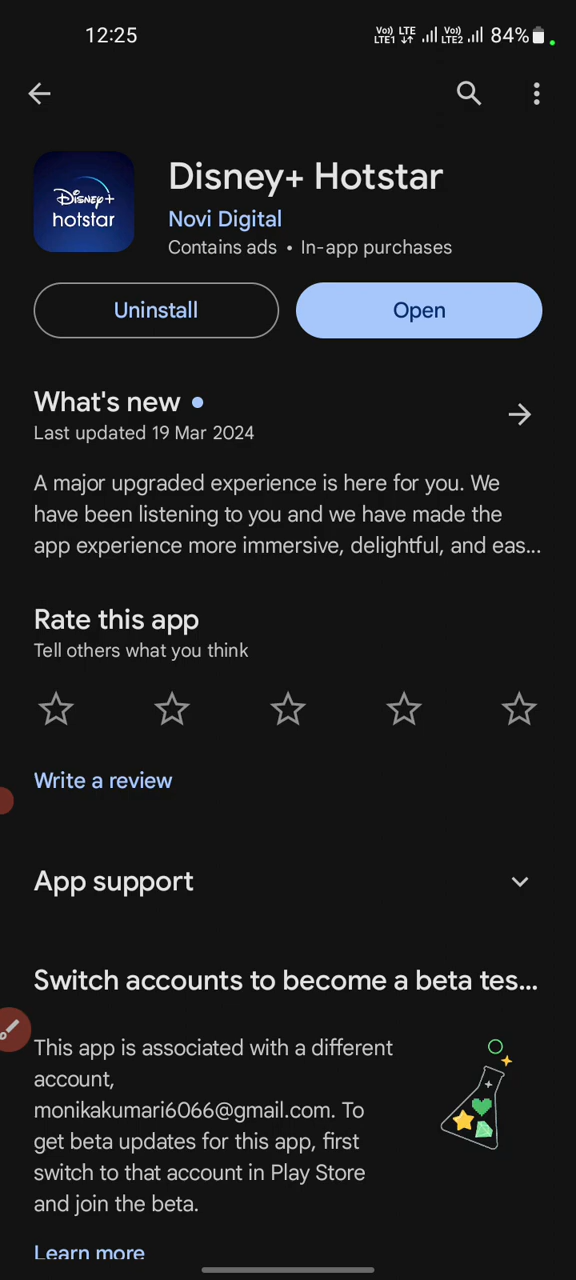 12:25
Vo)) LTE Vo)) 84%
LTE1 LTE2
Disney+ Hotstar
Disney+
hotstar
Novi Digital
Contains ads • In-app purchases
Uninstall
Open
What's new
Last updated 19 Mar 2024
A major upgraded experience is here for you. We
have been listening to you and we have made the
app experience more immersive, delightful, and eas...
Rate this app
Tell others what you think
Write a review
App support
Switch accounts to become a beta tes...
This app is associated with a different
account,
monikakumari6066@gmail.com. To
get beta updates for this app, first
switch to that account in Play Store
and join the beta.
Learn more